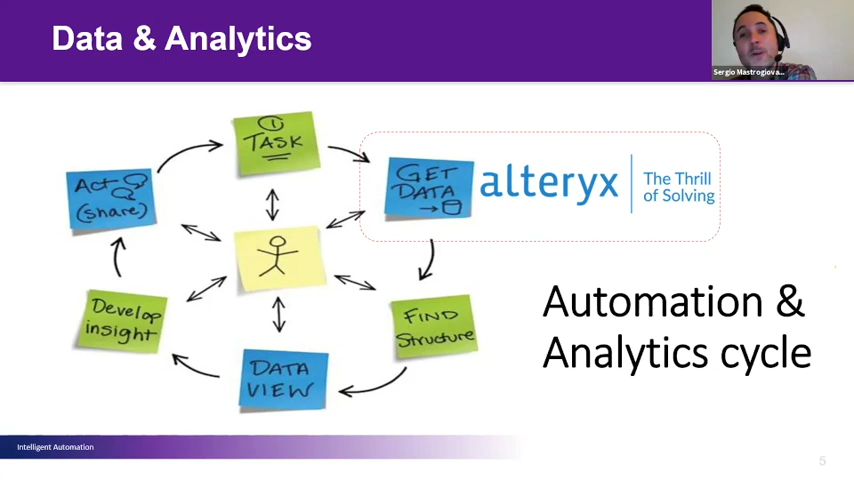 Data & Analytics
Sergio Mastrogiova...
1
TASK
GET
DATA
alteryx
The Thrill
of Solving
Act
(share)
Develop
insight
FIND
Structure
DATA
VIEW
Automation &
Analytics cycle
Intelligent Automation
5